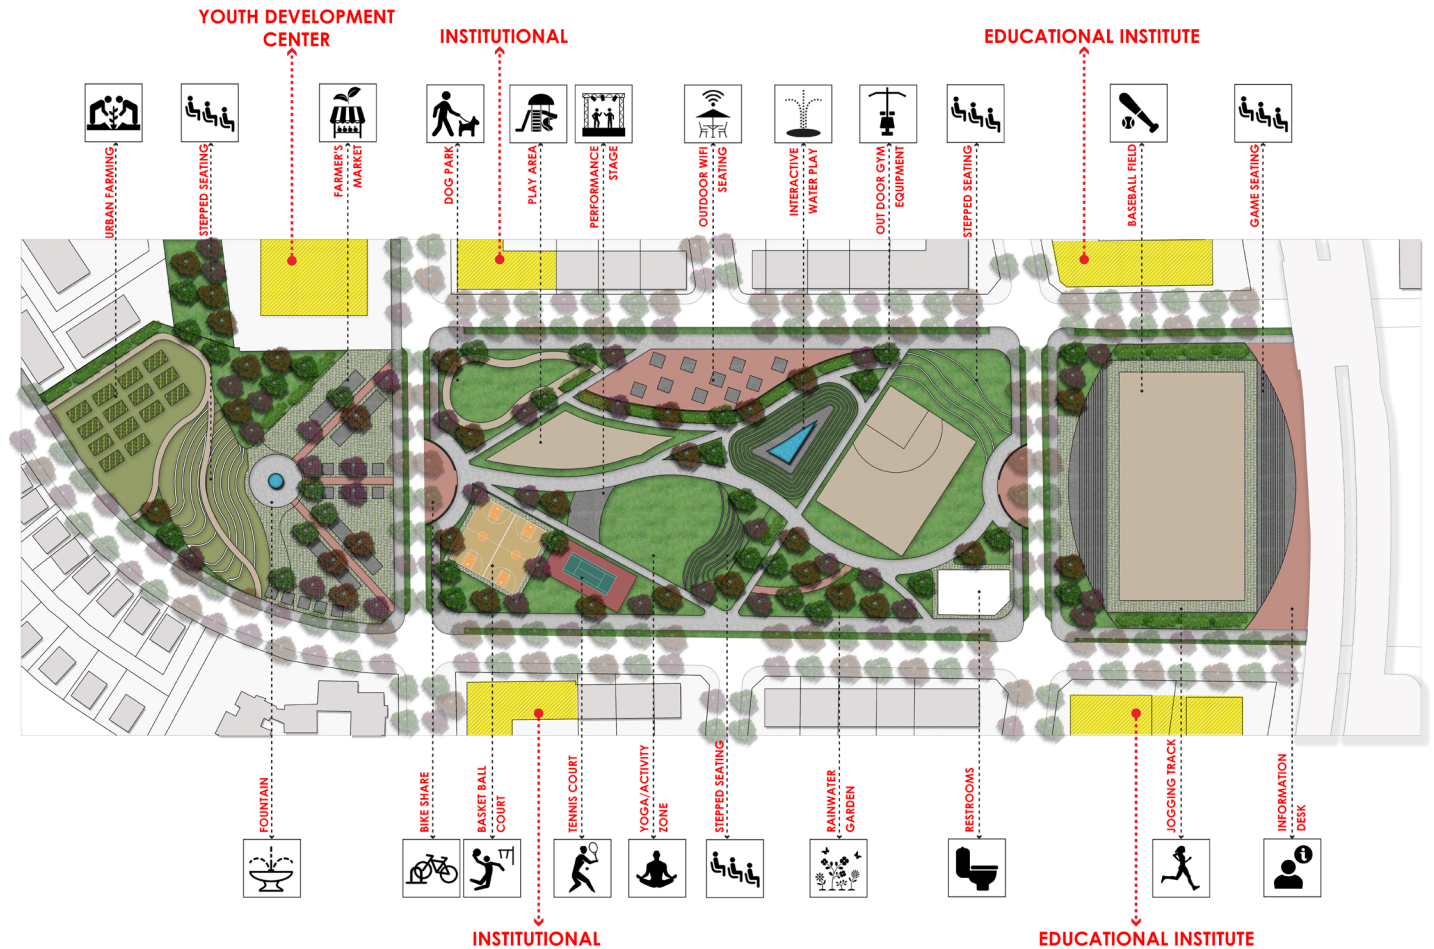 YOUTH DEVELOPMENT
CENTER
INSTITUTIONAL
EDUCATIONAL INSTITUTE
URBAN FARMING
STEPPED SEATING
FARMER'S
MARKET
DOG PARK
PLAY AREA
PERFORMANCE
STAGE
OUTDOOR WIFI
SEATING
INTERACTIVE
WATER PLAY
OUT DOOR GYM
EQUIPMENT
STEPPED SEATING
BASEBALL FIELD
GAME SEATING
FOUNTAIN
BIKE SHARE
BASKET BALL
COURT
TENNIS COURT
YOGA/ACTIVITY
ZONE
STEPPED SEATING
RAINWATER
GARDEN
RESTROOMS
JOGGING TRACK
INFORMATION
DESK
INSTITUTIONAL
EDUCATIONAL INSTITUTE